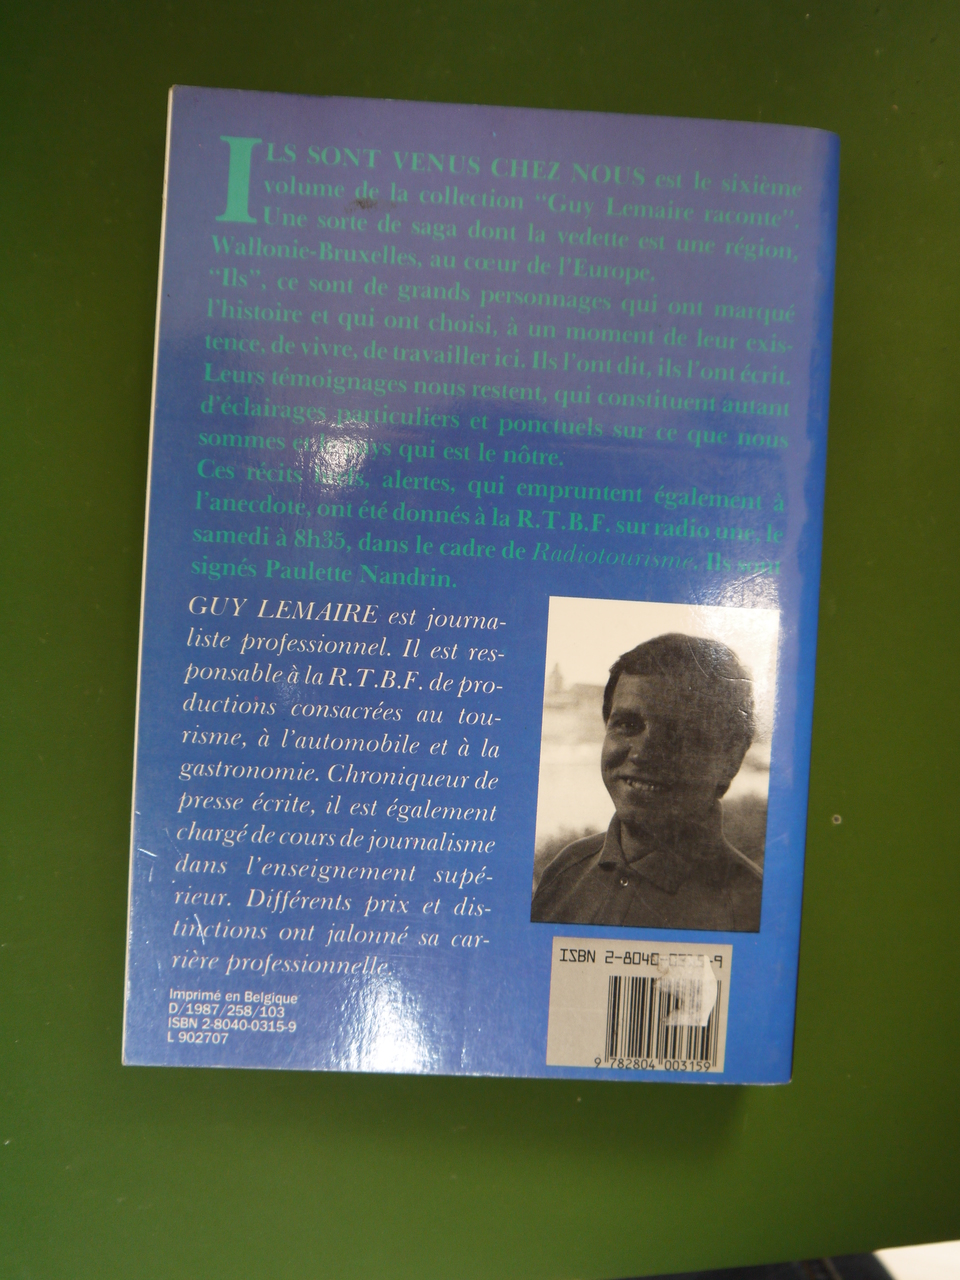 ILS SONT VENUS CHEZ NOUS est le sixième
volume de la collection "Guy Lemaire raconte".
Une sorte de saga dont la vedette est une région,
Wallonie-Bruxelles, au cœur de l'Europe.
"Ils", ce sont de grands personnages qui ont marqué
l'histoire et qui ont choisi, à un moment de leur exis-
tence, de vivre, de travailler ici. Ils l'ont dit, ils l'ont écrit.
Leurs témoignages nous restent, qui constituent autant
d'éclairages particuliers et ponctuels sur ce que nous
sommes et le pays qui est le nôtre.
Ces récits, alertes, qui empruntent également à
l'anecdote, ont été donnés à la R.T.B.F. sur radio une, le
samedi à 8h35, dans le cadre de Radiotourisme. Ils sont
signés Paulette Nandrin.
GUY LEMAIRE est journa-
liste professionnel. Il est res-
ponsable à la R.T.B.F. de pro-
ductions consacrées au tou-
risme, à l'automobile et à la
gastronomie. Chroniqueur de
presse écrite, il est également
chargé de cours de journalisme
dans l'enseignement supé-
rieur. Différents prix et dis-
tinctions ont jalonné sa car-
rière professionnelle.
Imprimé en Belgique
D/1987/258/103
ISBN 2-8040-0315-9
L 902707
ISBN 2-8040-0315-9
9 782804 003159